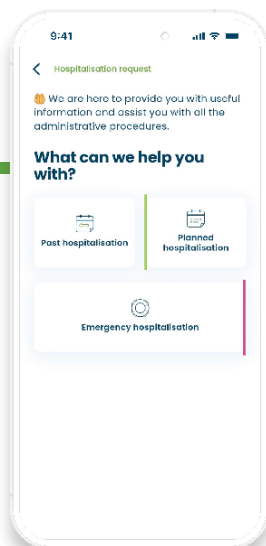 9:41
Hospitalisation request
We are here to provide you with useful
information and assist you with all the
administrative procedures.
What can we help you
with?
Past hospitalisation
Planned
hospitalisation
Emergency hospitalisation